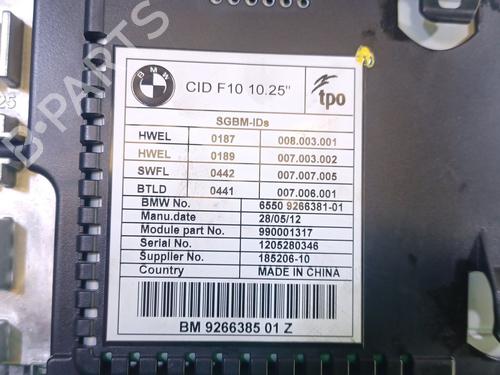 BMW
CID F10 10.25"
tpo
SGBM-IDs
HWEL 0187 008.003.001
HWEL 0189 007.003.002
SWFL 0442 007.007.005
BTLD 0441 007.006.001
BMW No. 6550 9266381-01
Manu.date 28/05/12
Module part No. 990001317
Serial No. 1205280346
Supplier No. 185206-10
Country MADE IN CHINA
BM 9266385 01 Z
25
B-PARTS